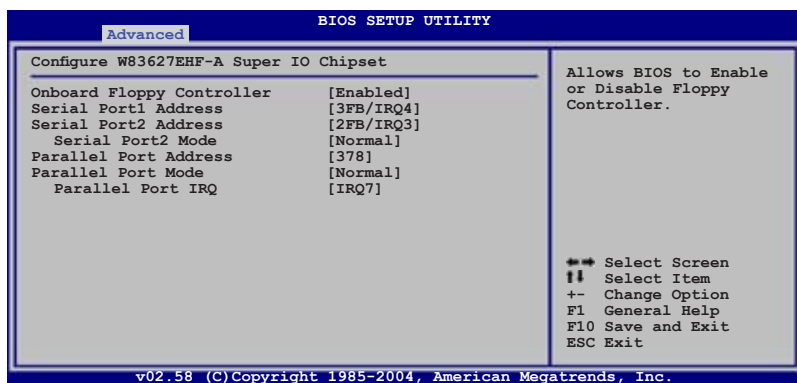 BIOS SETUP UTILITY
Advanced
Configure W83627EHF-A Super IO Chipset
Onboard Floppy Controller [Enabled]
Serial Port1 Address [3FB/IRQ4]
Serial Port2 Address [2FB/IRQ3]
Serial Port2 Mode [Normal]
Parallel Port Address [378]
Parallel Port Mode [Normal]
Parallel Port IRQ [IRQ7]
Allows BIOS to Enable
or Disable Floppy
Controller.
Select Screen
Select Item
+- Change Option
F1 General Help
F10 Save and Exit
ESC Exit
v02.58 (C)Copyright 1985-2004, American Megatrends, Inc.